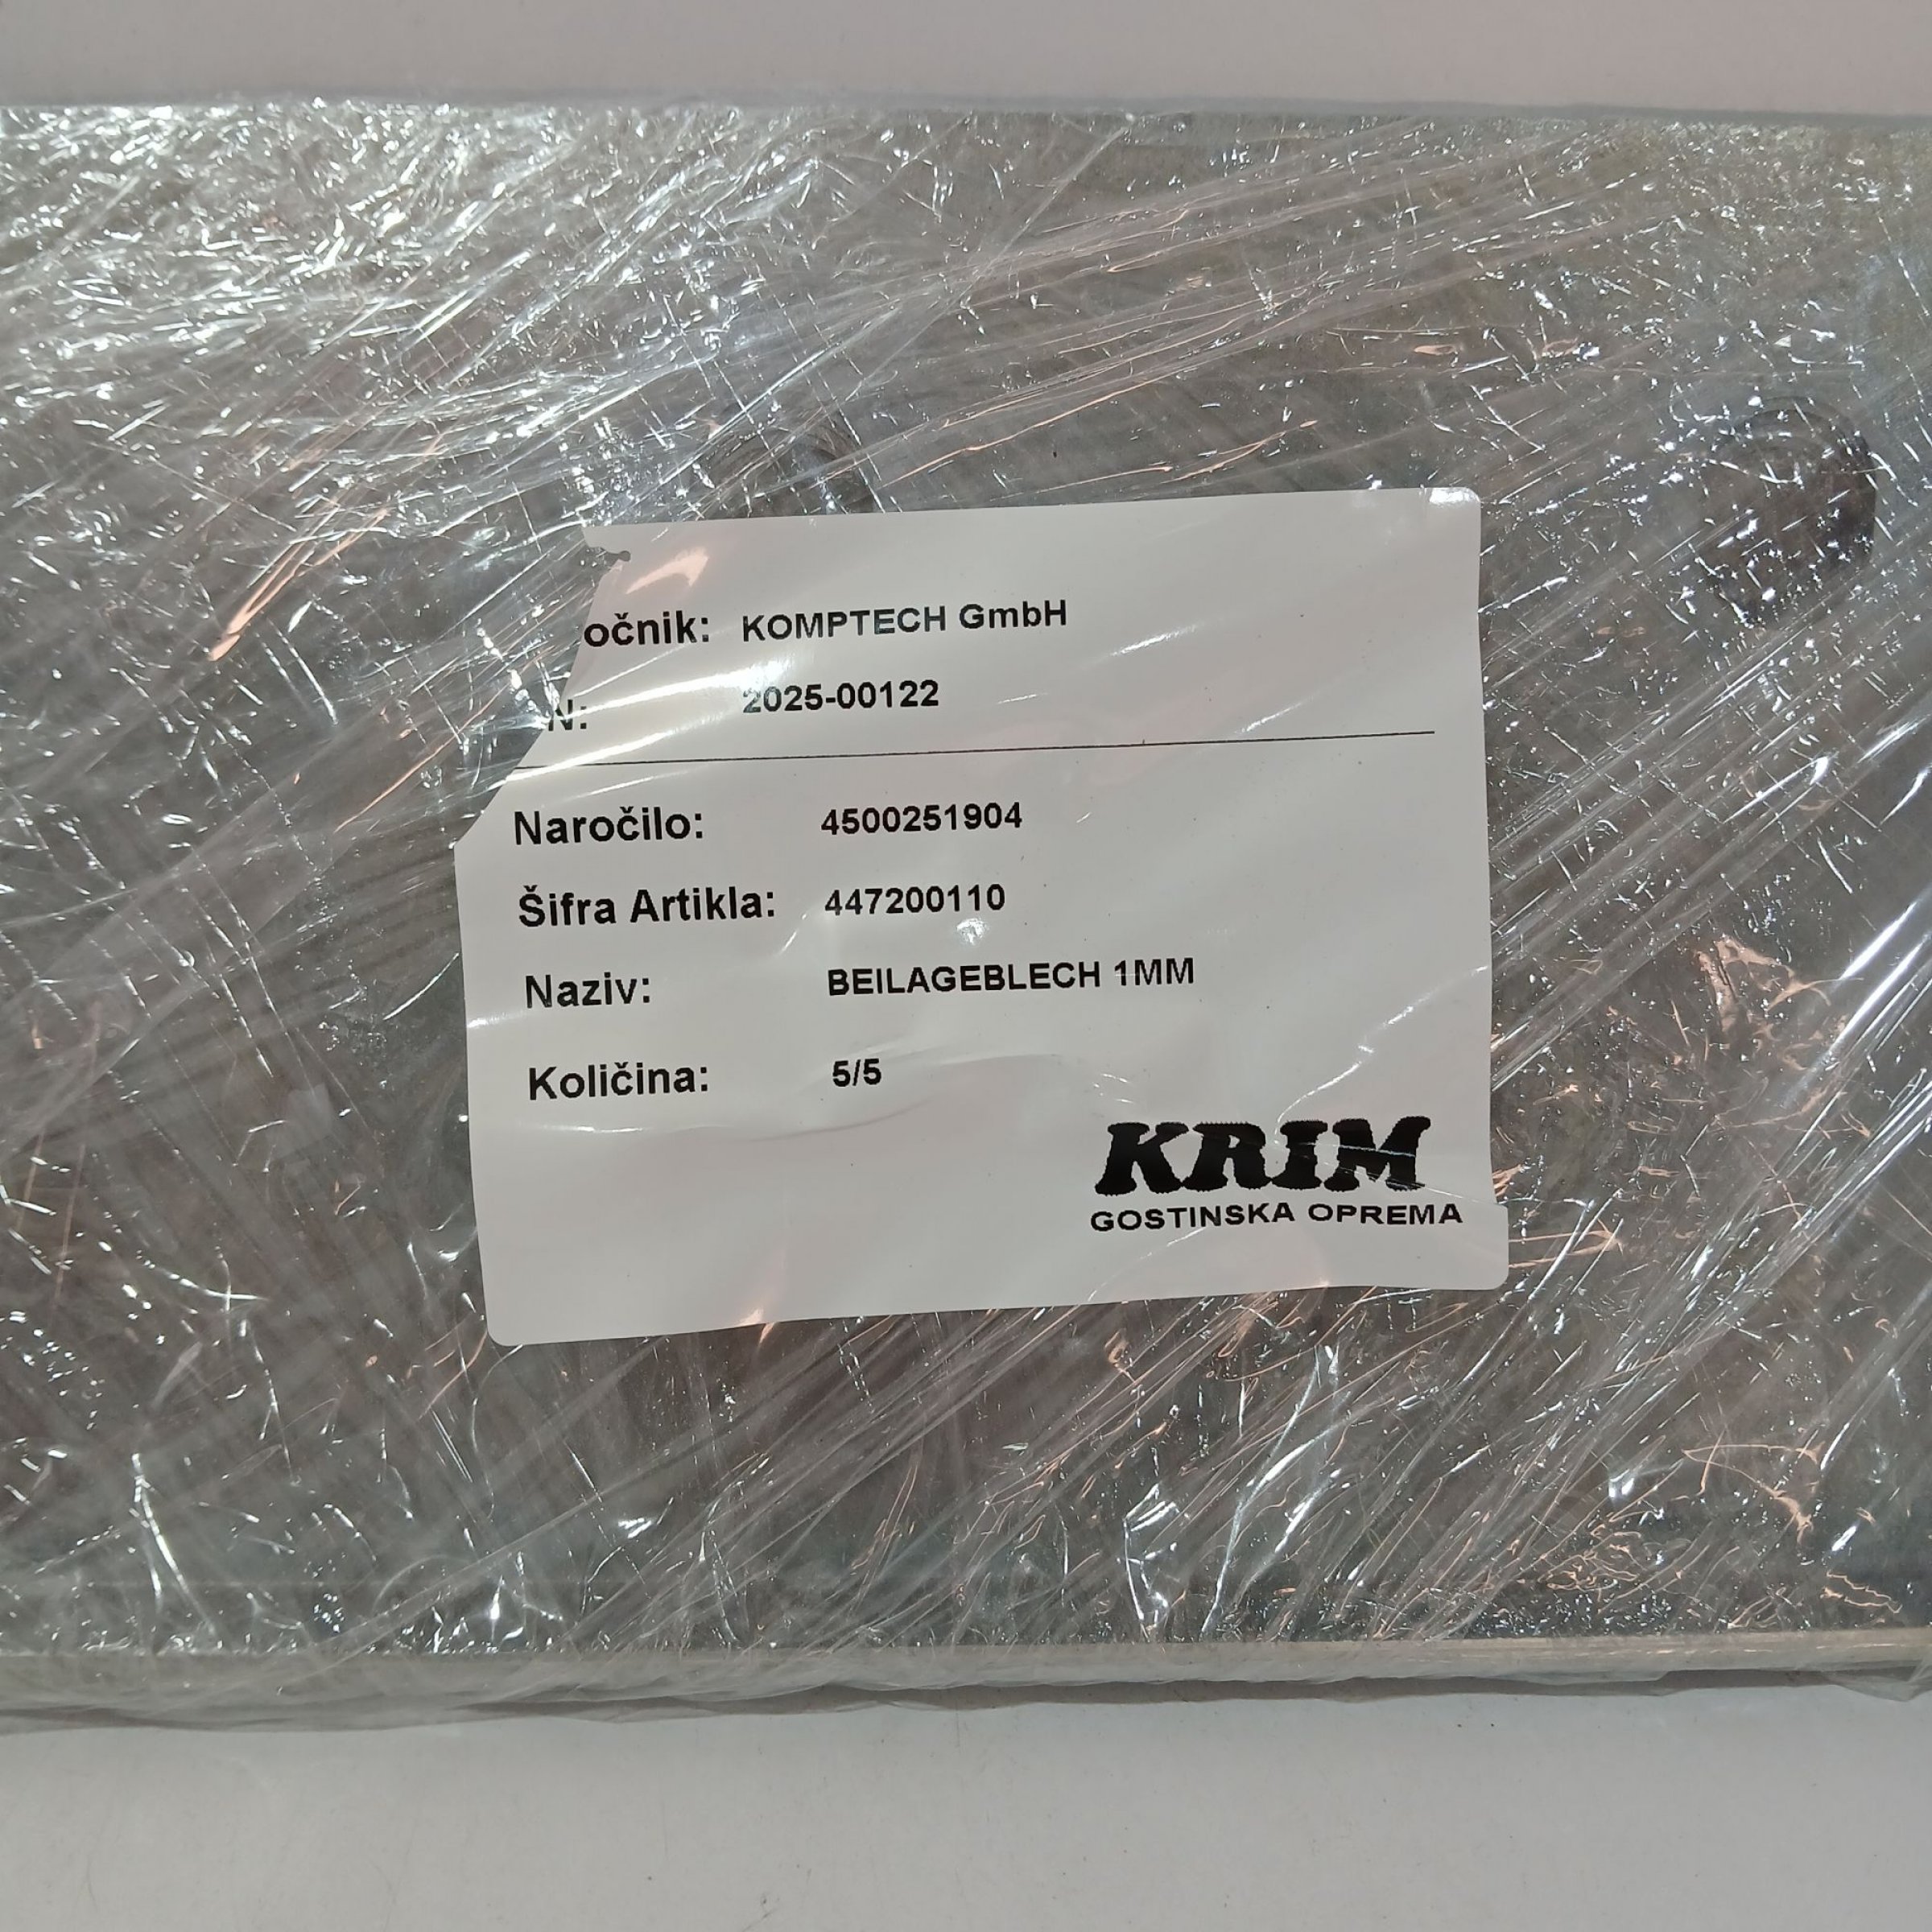 očnik: KOMPTECH GmbH
N: 2025-00122
Naročilo: 4500251904
Šifra Artikla: 447200110
Naziv: BEILAGEBLECH 1MM
Količina: 5/5
KRIM
GOSTINSKA OPREMA